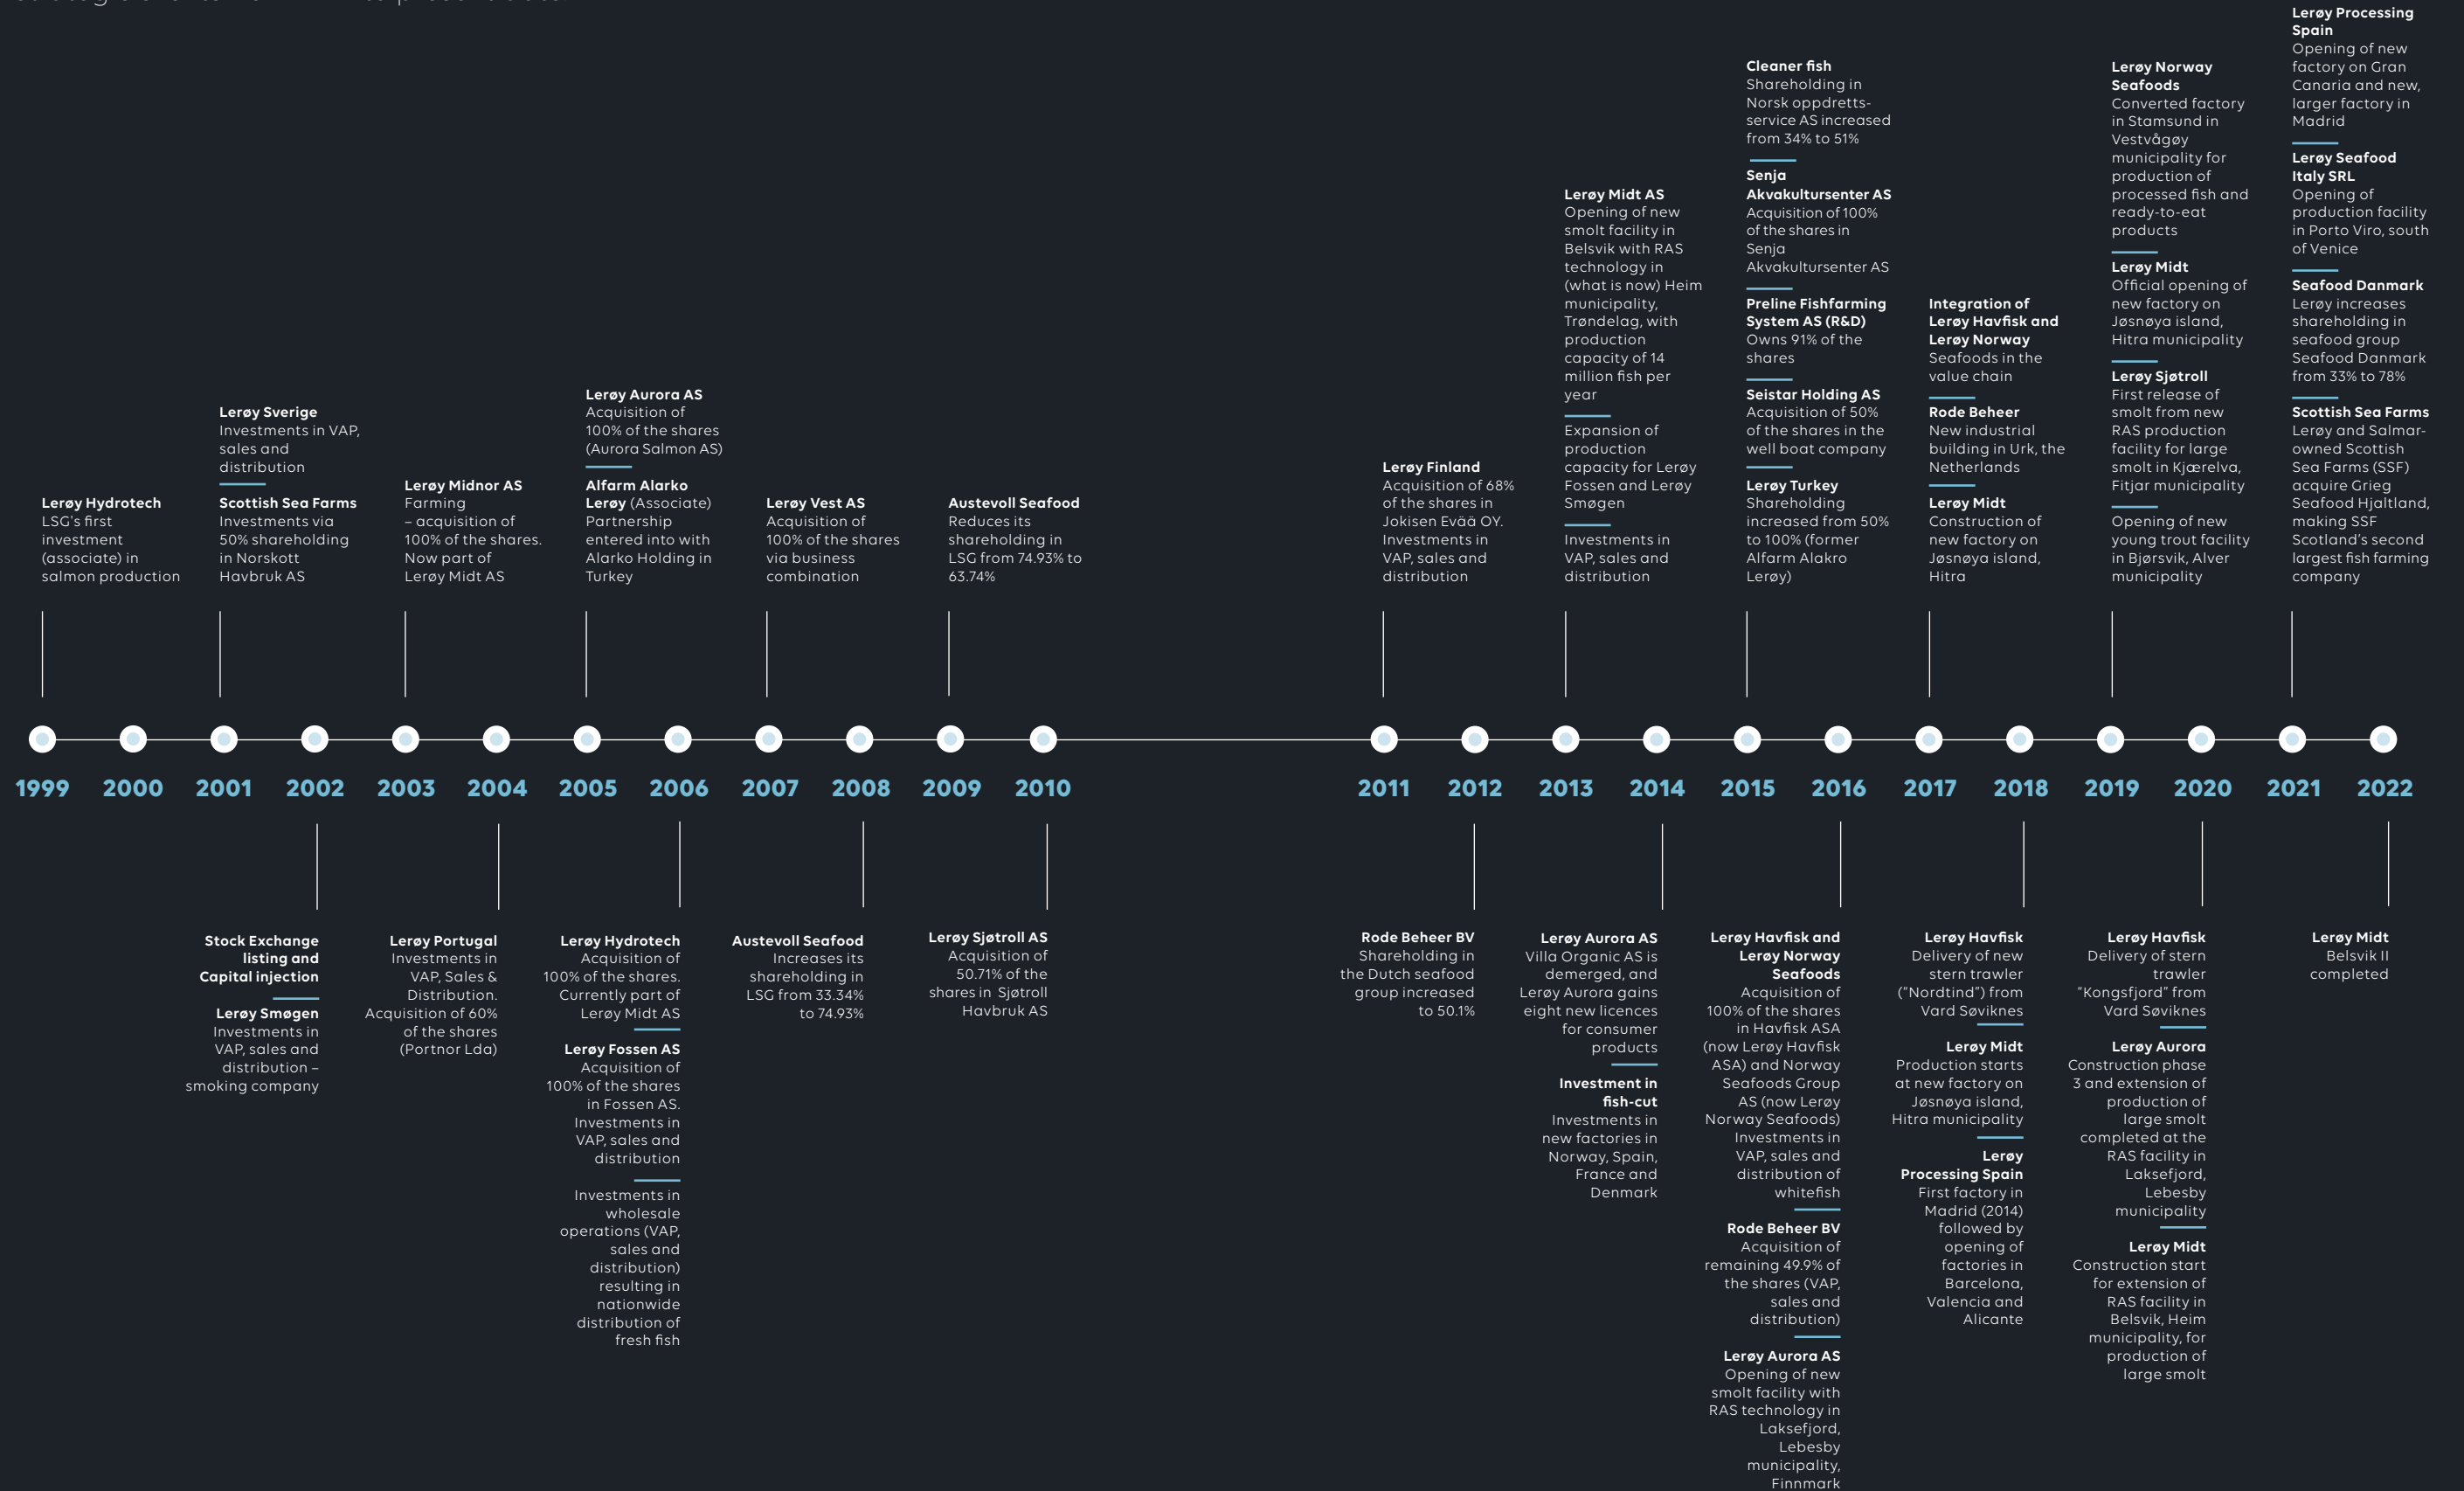 Lerøy Hydrotech
LSG's first
investment
(associate) in
salmon production
Lerøy Sverige
Investments in VAP,
sales and
distribution
Scottish Sea Farms
Investments via
50% shareholding
in Norskott
Havbruk AS
Lerøy Midnor AS
Farming
– acquisition of
100% of the shares.
Now part of
Lerøy Midt AS
Lerøy Aurora AS
Acquisition of
100% of the shares
(Aurora Salmon AS)
Alfarm Alarko
Lerøy (Associate)
Partnership
entered into with
Alarko Holding in
Turkey
Lerøy Vest AS
Acquisition of
100% of the shares
via business
combination
Austevoll Seafood
Reduces its
shareholding in
LSG from 74.93% to
63.74%
Lerøy Finland
Acquisition of 68%
of the shares in
Jokisen Evää OY.
Investments in
VAP, sales and
distribution
Lerøy Midt AS
Opening of new
smolt facility in
Belsvik with RAS
technology in
(what is now) Heim
municipality,
Trøndelag, with
production
capacity of 14
million fish per
year
Expansion of
production
capacity for Lerøy
Fossen and Lerøy
Smøgen
Investments in
VAP, sales and
distribution
Cleaner fish
Shareholding in
Norsk oppdretts-
service AS increased
from 34% to 51%
Senja
Akvakultursenter AS
Acquisition of 100%
of the shares in
Senja
Akvakultursenter AS
Preline Fishfarming
System AS (R&D)
Owns 91% of the
shares
Seistar Holding AS
Acquisition of 50%
of the shares in the
well boat company
Lerøy Turkey
Shareholding
increased from 50%
to 100% (former
Alfarm Alakro
Lerøy)
Integration of
Lerøy Havfisk and
Lerøy Norway
Seafoods in the
value chain
Rode Beheer
New industrial
building in Urk, the
Netherlands
Lerøy Midt
Construction of
new factory on
Jøsnøya island,
Hitra
Lerøy Norway
Seafoods
Converted factory
in Stamsund in
Vestvågøy
municipality for
production of
processed fish and
ready-to-eat
products
Lerøy Midt
Official opening of
new factory on
Jøsnøya island,
Hitra municipality
Lerøy Sjøtroll
First release of
smolt from new
RAS production
facility for large
smolt in Kjærelva,
Fitjar municipality
Opening of new
young trout facility
in Bjørsvik, Alver
municipality
Lerøy Processing
Spain
Opening of new
factory on Gran
Canaria and new,
larger factory in
Madrid
Lerøy Seafood
Italy SRL
Opening of
production facility
in Porto Viro, south
of Venice
Seafood Danmark
Lerøy increases
shareholding in
seafood group
Seafood Danmark
from 33% to 78%
Scottish Sea Farms
Lerøy and Salmar-
owned Scottish
Sea Farms (SSF)
acquire Grieg
Seafood Hjaltland,
making SSF
Scotland's second
largest fish farming
company
1999 2000 2001 2002 2003 2004 2005 2006 2007 2008 2009 2010 2011 2012 2013 2014 2015 2016 2017 2018 2019 2020 2021 2022
Stock Exchange
listing and
Capital injection
Lerøy Smøgen
Investments in
VAP, sales and
distribution –
smoking company
Lerøy Portugal
Investments in
VAP, Sales &
Distribution.
Acquisition of 60%
of the shares
(Portnor Lda)
Lerøy Hydrotech
Acquisition of
100% of the shares.
Currently part of
Lerøy Midt AS
Lerøy Fossen AS
Acquisition of
100% of the shares
in Fossen AS.
Investments in
VAP, sales and
distribution
Investments in
wholesale
operations (VAP,
sales and
distribution)
resulting in
nationwide
distribution of
fresh fish
Austevoll Seafood
Increases its
shareholding in
LSG from 33.34%
to 74.93%
Lerøy Sjøtroll AS
Acquisition of
50.71% of the
shares in Sjøtroll
Havbruk AS
Rode Beheer BV
Shareholding in
the Dutch seafood
group increased
to 50.1%
Lerøy Aurora AS
Villa Organic AS is
demerged, and
Lerøy Aurora gains
eight new licences
for consumer
products
Investment in
fish-cut
Investments in
new factories in
Norway, Spain,
France and
Denmark
Lerøy Havfisk and
Lerøy Norway
Seafoods
Acquisition of
100% of the shares
in Havfisk ASA
(now Lerøy Havfisk
ASA) and Norway
Seafoods Group
AS (now Lerøy
Norway Seafoods)
Investments in
VAP, sales and
distribution of
whitefish
Rode Beheer BV
Acquisition of
remaining 49.9% of
the shares (VAP,
sales and
distribution)
Lerøy Aurora AS
Opening of new
smolt facility with
RAS technology in
Laksefjord,
Lebesby
municipality,
Finnmark
Lerøy Havfisk
Delivery of new
stern trawler
("Nordtind") from
Vard Søviknes
Lerøy Midt
Production starts
at new factory on
Jøsnøya island,
Hitra municipality
Lerøy
Processing Spain
First factory in
Madrid (2014)
followed by
opening of
factories in
Barcelona,
Valencia and
Alicante
Lerøy Havfisk
Delivery of stern
trawler
"Kongsfjord" from
Vard Søviknes
Lerøy Aurora
Construction phase
3 and extension of
production of
large smolt
completed at the
RAS facility in
Laksefjord,
Lebesby
municipality
Lerøy Midt
Construction start
for extension of
RAS facility in
Belsvik, Heim
municipality, for
production of
large smolt
Lerøy Midt
Belsvik II
completed